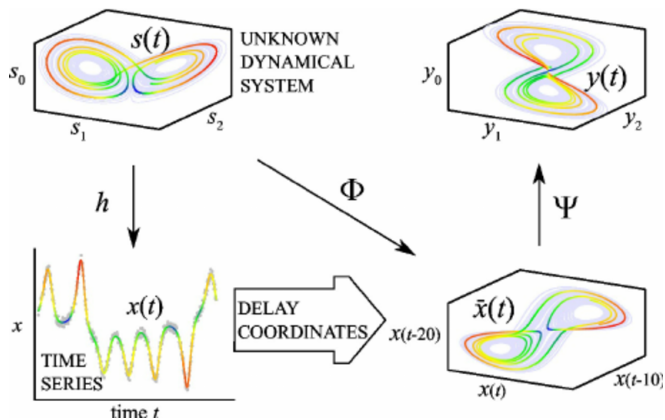 s(t)
UNKNOWN
DYNAMICAL
SYSTEM
s₀
s₁
s₂
y(t)
y₀
y₁
y₂
h
Φ
Ψ
x(t)
x
TIME
SERIES
time t
DELAY
COORDINATES
x̄(t)
x(t-20)
x(t)
x(t-10)